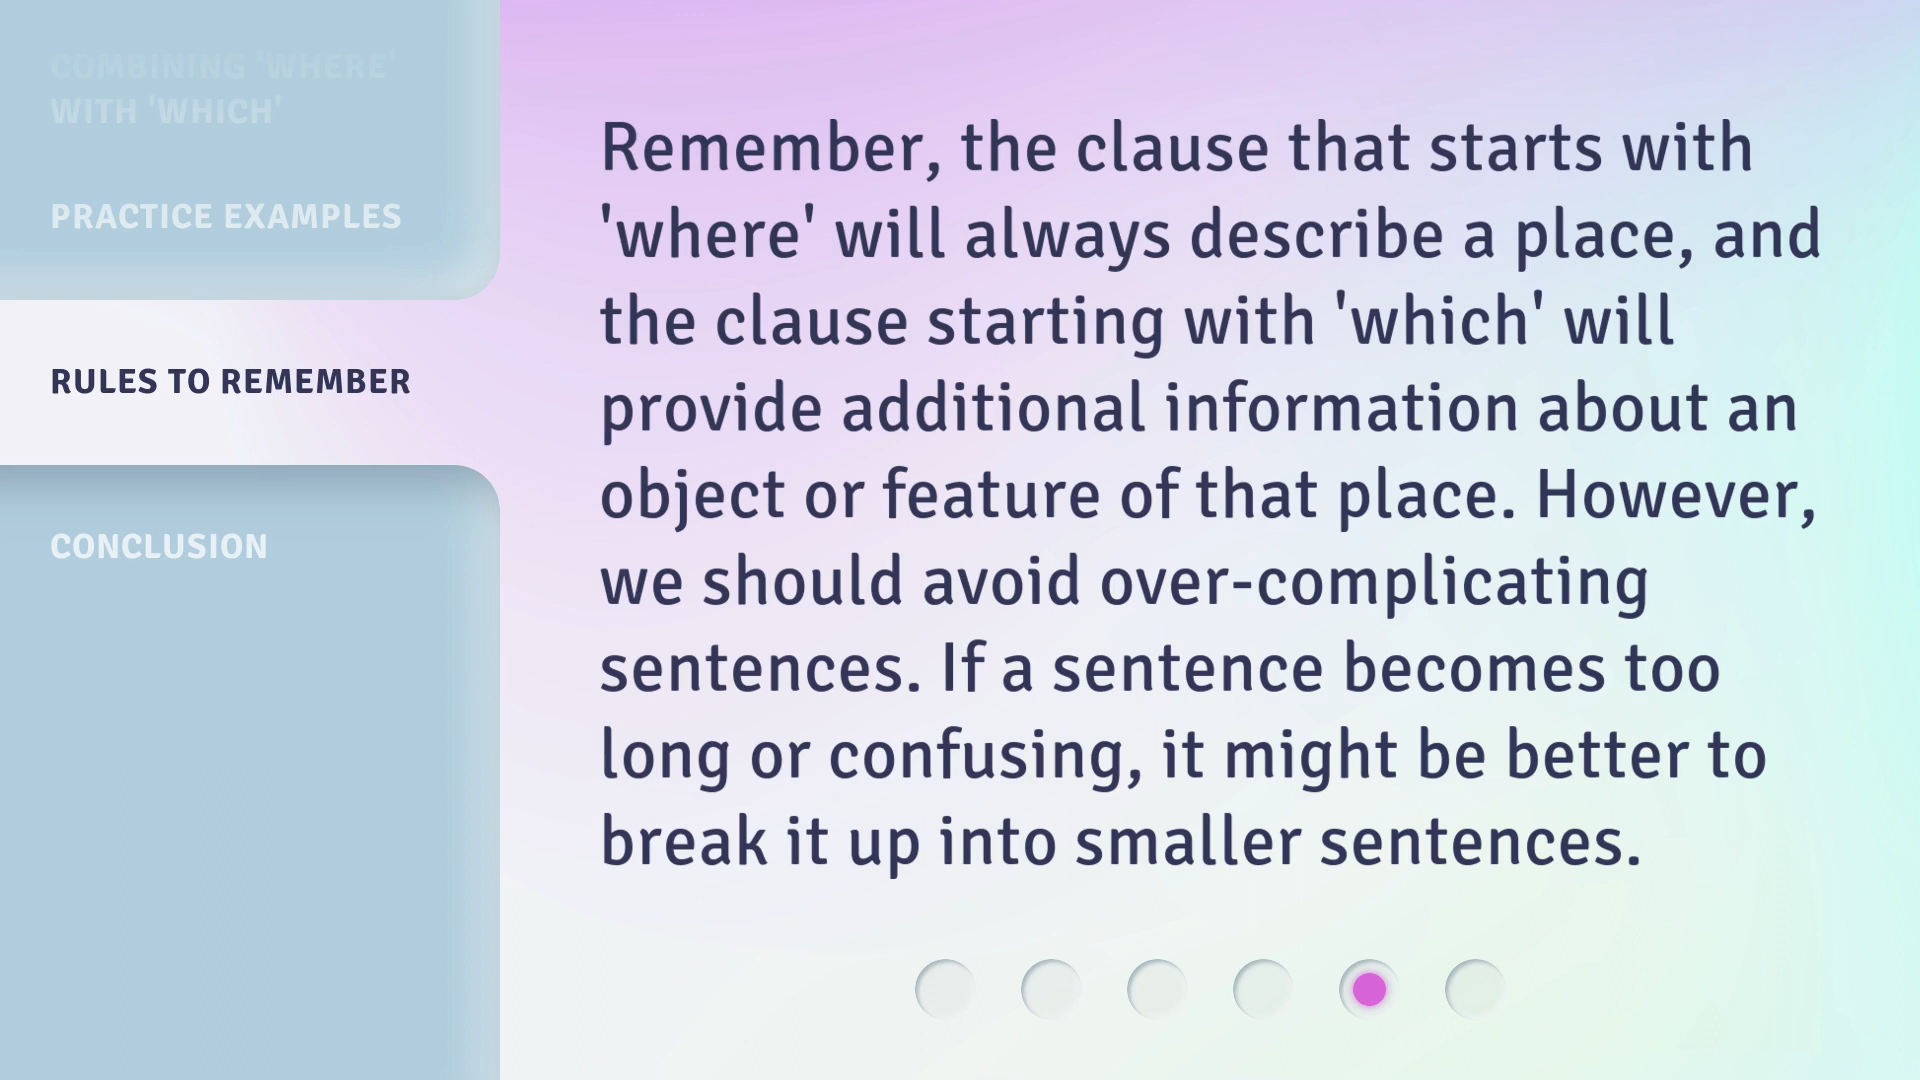 COMBINING 'WHERE'
WITH 'WHICH'
PRACTICE EXAMPLES
RULES TO REMEMBER
CONCLUSION
Remember, the clause that starts with
'where' will always describe a place, and
the clause starting with 'which' will
provide additional information about an
object or feature of that place. However,
we should avoid over-complicating
sentences. If a sentence becomes too
long or confusing, it might be better to
break it up into smaller sentences.